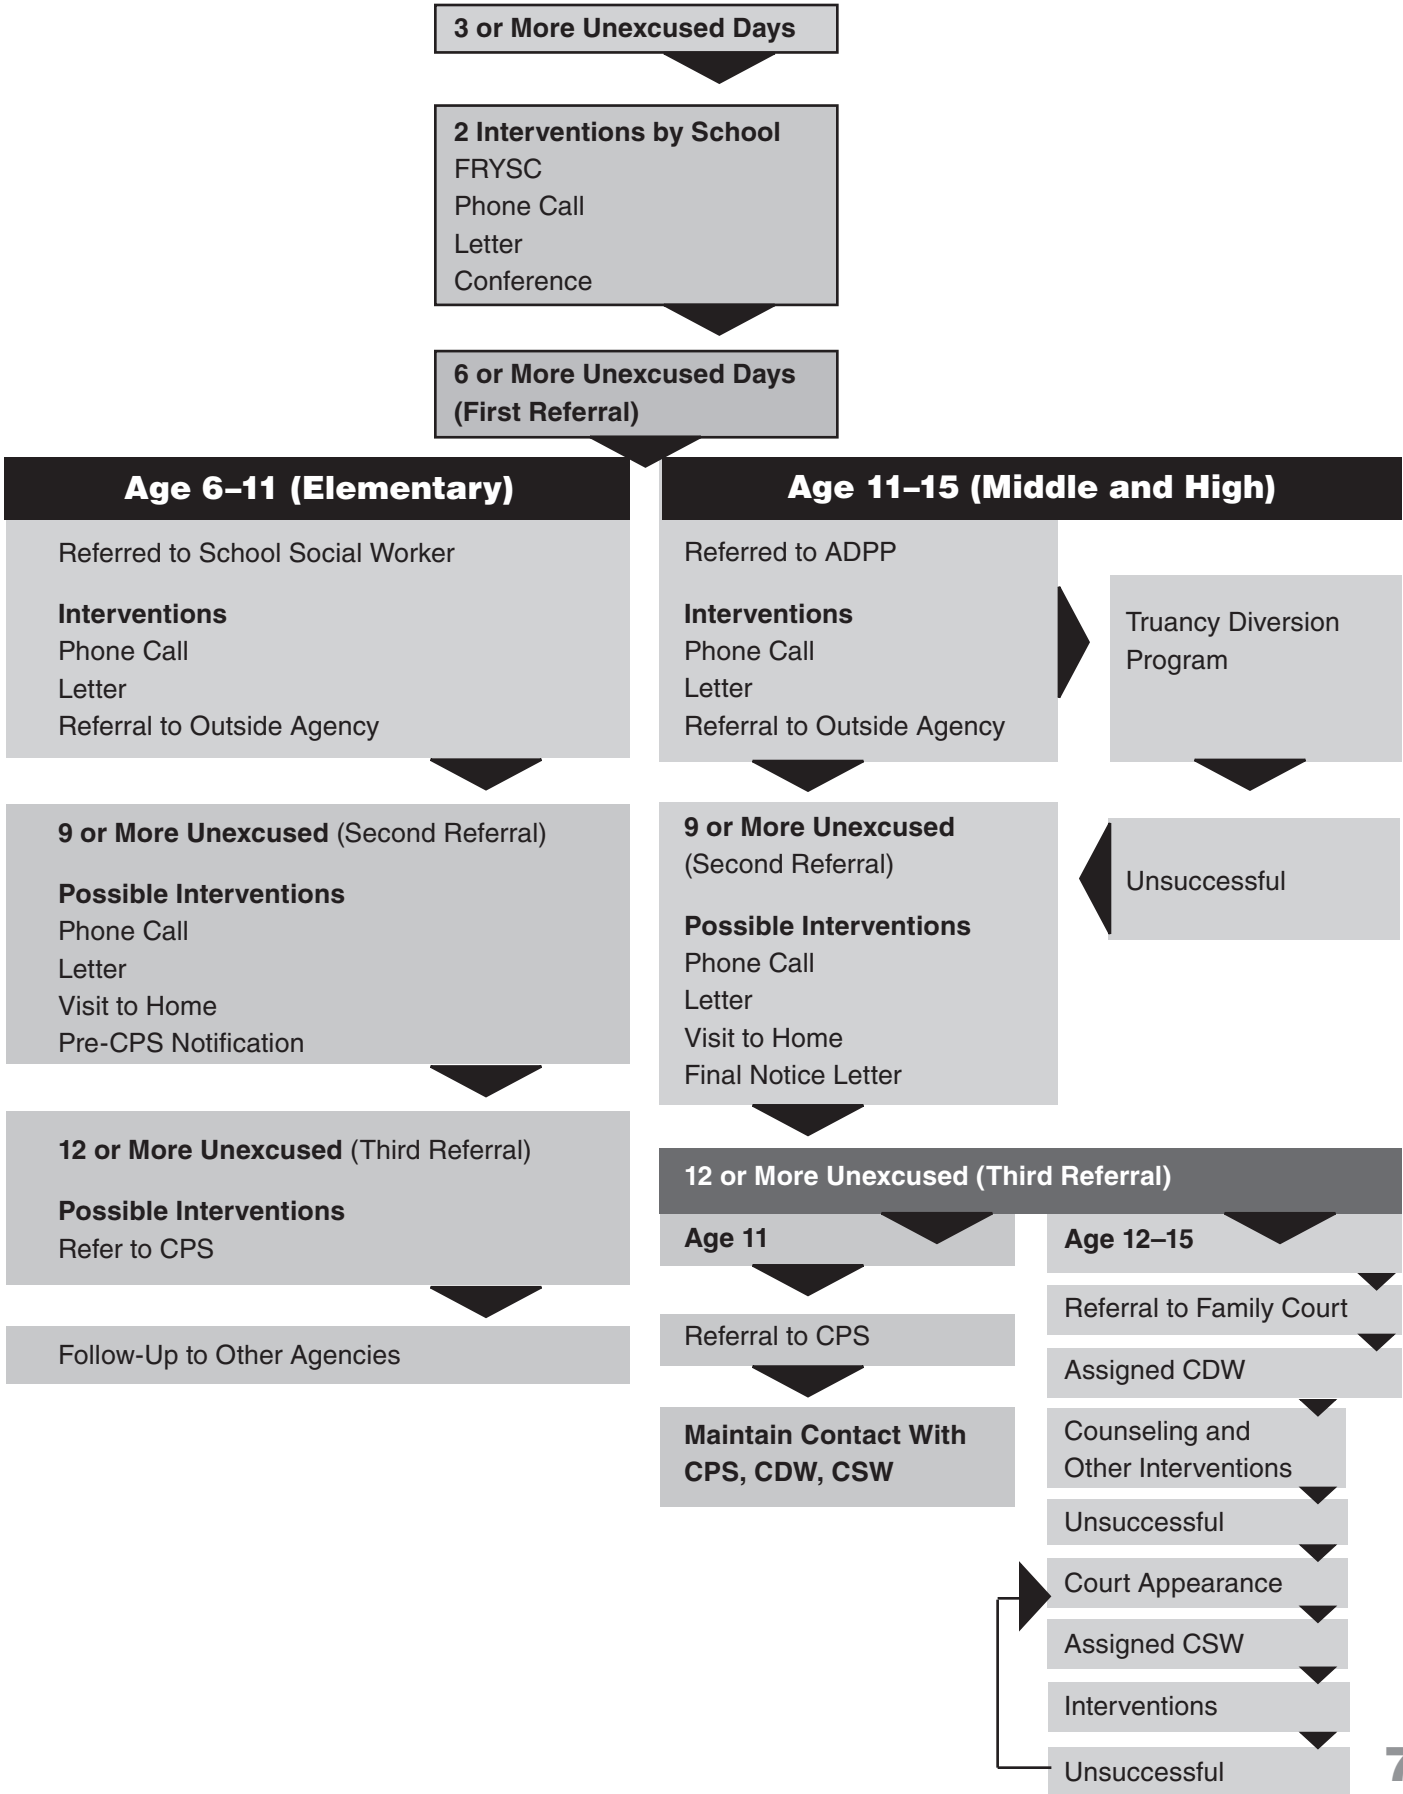 3 or More Unexcused Days
2 Interventions by School
FRYSC
Phone Call
Letter
Conference
6 or More Unexcused Days
(First Referral)
Age 6–11 (Elementary)
Referred to School Social Worker
Interventions
Phone Call
Letter
Referral to Outside Agency
9 or More Unexcused (Second Referral)
Possible Interventions
Phone Call
Letter
Visit to Home
Pre-CPS Notification
12 or More Unexcused (Third Referral)
Possible Interventions
Refer to CPS
Follow-Up to Other Agencies
Age 11–15 (Middle and High)
Referred to ADPP
Interventions
Phone Call
Letter
Referral to Outside Agency
Truancy Diversion
Program
Unsuccessful
9 or More Unexcused
(Second Referral)
Possible Interventions
Phone Call
Letter
Visit to Home
Final Notice Letter
12 or More Unexcused (Third Referral)
Age 11
Referral to CPS
Maintain Contact With
CPS, CDW, CSW
Age 12–15
Referral to Family Court
Assigned CDW
Counseling and
Other Interventions
Unsuccessful
Court Appearance
Assigned CSW
Interventions
Unsuccessful
7